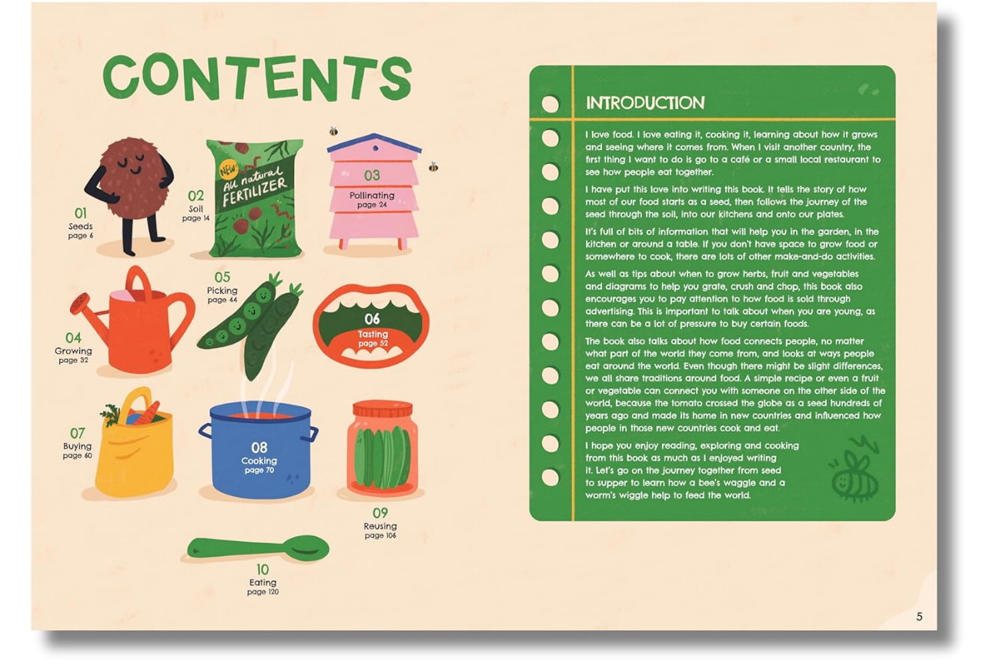 CONTENTS
01
Seeds
page 6
02
Soil
page 14
NEW
All natural
FERTILIZER
03
Pollinating
page 24
04
Growing
page 32
05
Picking
page 44
06
Tasting
page 52
07
Buying
page 60
08
Cooking
page 70
09
Reusing
page 106
10
Eating
page 120
INTRODUCTION
I love food. I love eating it, cooking it, learning about how it grows
and seeing where it comes from. When I visit another country, the
first thing I want to do is go to a café or a small local restaurant to
see how people eat together.
I have put this love into writing this book. It tells the story of how
most of our food starts as a seed, then follows the journey of the
seed through the soil, into our kitchens and onto our plates.
It's full of bits of information that will help you in the garden, in the
kitchen or around a table. If you don't have space to grow food or
somewhere to cook, there are lots of other make-and-do activities.
As well as tips about when to grow herbs, fruit and vegetables
and diagrams to help you grate, crush and chop, this book also
encourages you to pay attention to how food is sold through
advertising. This is important to talk about when you are young, as
there can be a lot of pressure to buy certain foods.
The book also talks about how food connects people, no matter
what part of the world they come from, and looks at ways people
eat around the world. Even though there might be slight differences,
we all share traditions around food. A simple recipe or even a fruit
or vegetable can connect you with someone on the other side of the
world, because the tomato crossed the globe as a seed hundreds of
years ago and made its home in new countries and influenced how
people in those new countries cook and eat.
I hope you enjoy reading, exploring and cooking
from this book as much as I enjoyed writing
it. Let's go on the journey together from seed
to supper to learn how a bee's waggle and a
worm's wiggle help to feed the world.
5